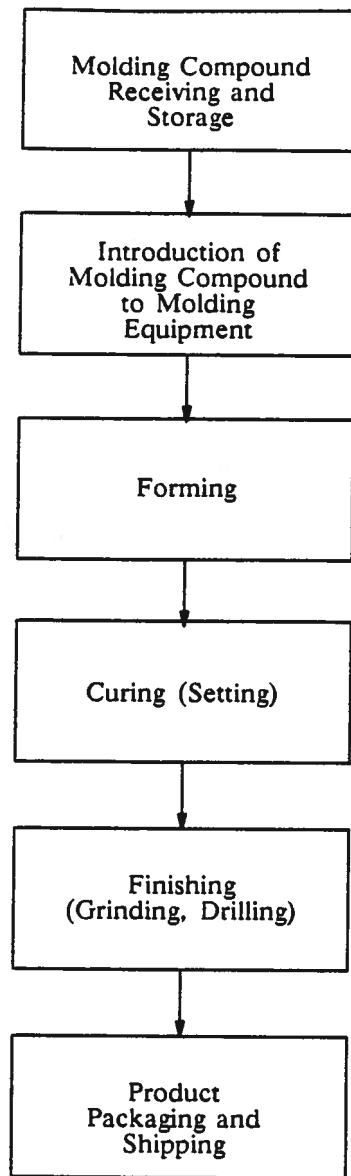 Molding Compound
Receiving and
Storage
Introduction of
Molding Compound
to Molding
Equipment
Forming
Curing (Setting)
Finishing
(Grinding, Drilling)
Product
Packaging and
Shipping